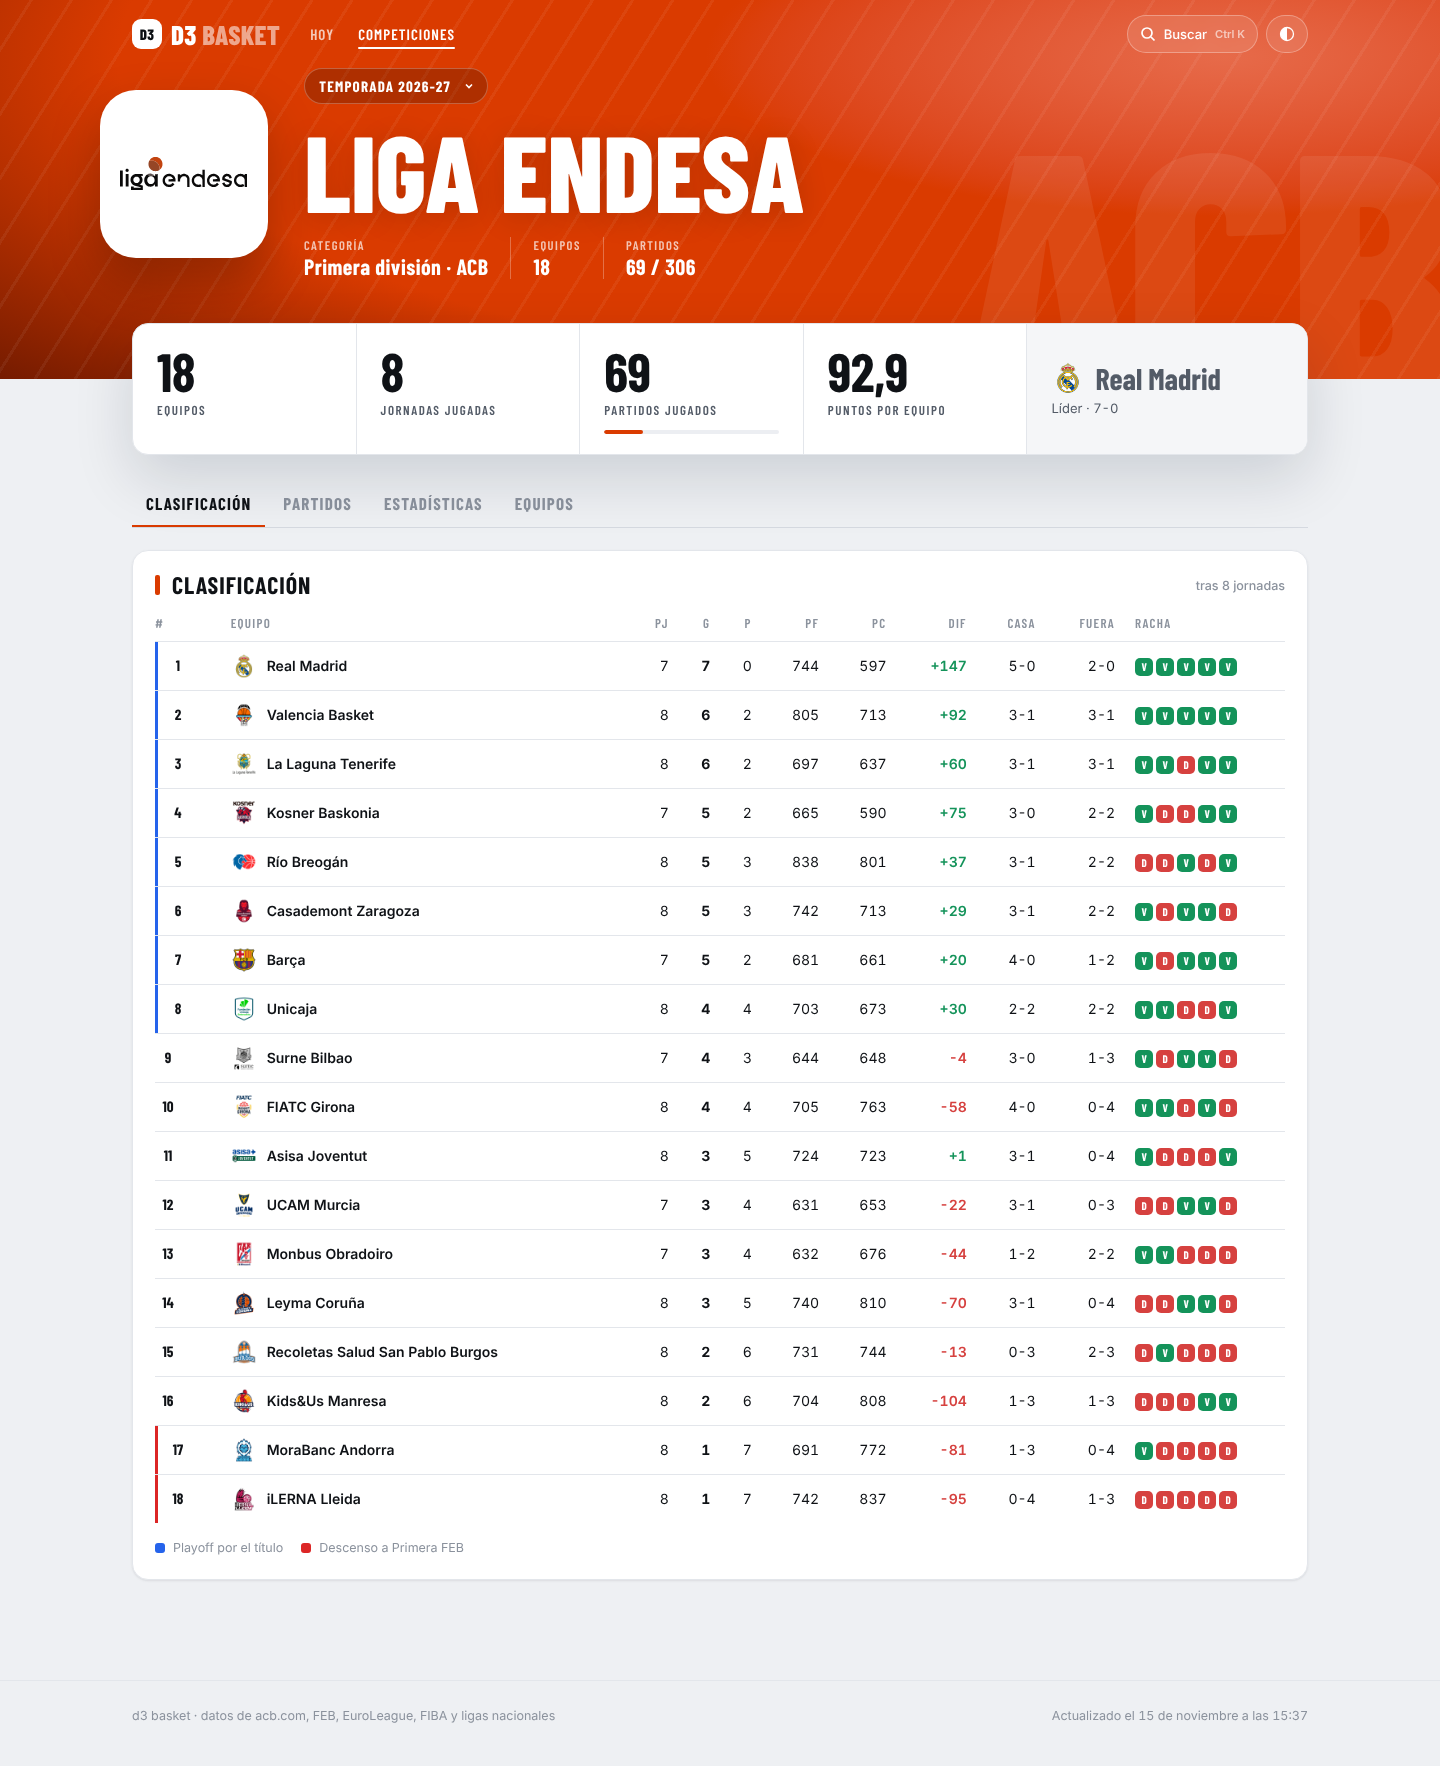 D3 D3 BASKET HOY COMPETICIONES Buscar Ctrl K
TEMPORADA 2026-27
liga endesa
LIGA ENDESA
CATEGORÍA EQUIPOS PARTIDOS
Primera división · ACB 18 69 / 306
ACB
18 8 69 92,9 Real Madrid
EQUIPOS JORNADAS JUGADAS PARTIDOS JUGADOS PUNTOS POR EQUIPO Líder · 7-0
CLASIFICACIÓN PARTIDOS ESTADÍSTICAS EQUIPOS
CLASIFICACIÓN tras 8 jornadas
# EQUIPO PJ G P PF PC DIF CASA FUERA RACHA
1 Real Madrid 7 7 0 744 597 +147 5-0 2-0 V V V V V
2 Valencia Basket 8 6 2 805 713 +92 3-1 3-1 V V V V V
3 La Laguna Tenerife 8 6 2 697 637 +60 3-1 3-1 V V D V V
4 Kosner Baskonia 7 5 2 665 590 +75 3-0 2-2 V D D V V
5 Río Breogán 8 5 3 838 801 +37 3-1 2-2 D D V D V
6 Casademont Zaragoza 8 5 3 742 713 +29 3-1 2-2 V D V V D
7 Barça 7 5 2 681 661 +20 4-0 1-2 V D V V V
8 Unicaja 8 4 4 703 673 +30 2-2 2-2 V V D D V
9 Surne Bilbao 7 4 3 644 648 -4 3-0 1-3 V D V V D
10 FIATC Girona 8 4 4 705 763 -58 4-0 0-4 V V D V D
11 Asisa Joventut 8 3 5 724 723 +1 3-1 0-4 V D D D V
12 UCAM Murcia 7 3 4 631 653 -22 3-1 0-3 D D V V D
13 Monbus Obradoiro 7 3 4 632 676 -44 1-2 2-2 V V D D D
14 Leyma Coruña 8 3 5 740 810 -70 3-1 0-4 D D V V D
15 Recoletas Salud San Pablo Burgos 8 2 6 731 744 -13 0-3 2-3 D V D D D
16 Kids&Us Manresa 8 2 6 704 808 -104 1-3 1-3 D D D V V
17 MoraBanc Andorra 8 1 7 691 772 -81 1-3 0-4 V D D D D
18 iLERNA Lleida 8 1 7 742 837 -95 0-4 1-3 D D D D D
Playoff por el título Descenso a Primera FEB
d3 basket · datos de acb.com, FEB, EuroLeague, FIBA y ligas nacionales Actualizado el 15 de noviembre a las 15:37